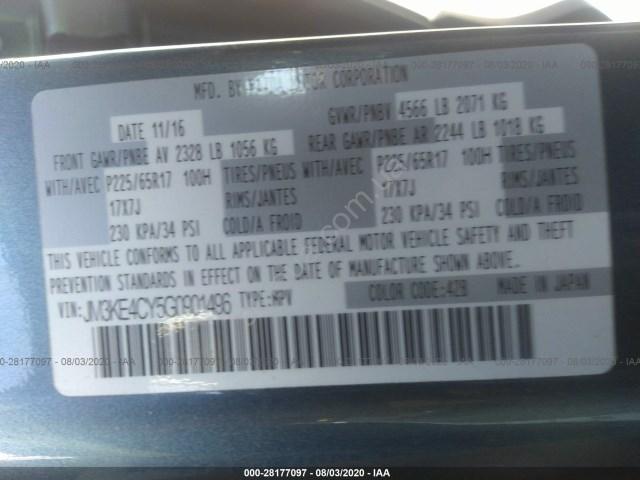 000-28177097 - 08/03/2020 - IAA
MFD. BY MOTOR CORPORATION
DATE 11/16 GVWR/PNBV 4566 LB 2071 KG
FRONT GAWR/PNBE AV 2328 LB 1056 KG REAR GAWR/PNBE AR 2244 LB 1018 KG
WITH/AVEC P225/65R17 100H TIRES/PNEUS WITH/AVEC P225/65R17 100H TIRES/PNEUS
17X7J RIMS/JANTES 17X7J RIMS/JANTES
230 KPA/34 PSI COLD/A FROID 230 KPA/34 PSI COLD/A FROID
THIS VEHICLE CONFORMS TO ALL APPLICABLE FEDERAL MOTOR VEHICLE SAFETY AND THEFT
PREVENTION STANDARDS IN EFFECT ON THE DATE OF MANUFACTURE SHOWN ABOVE.
VIN: JM3KE4CY5G0901496 TYPE:MPV COLOR CODE:42B MADE IN JAPAN
000-28177097 - 08/03/2020 - IAA
000-28177097 - 08/03/2020 - IAA